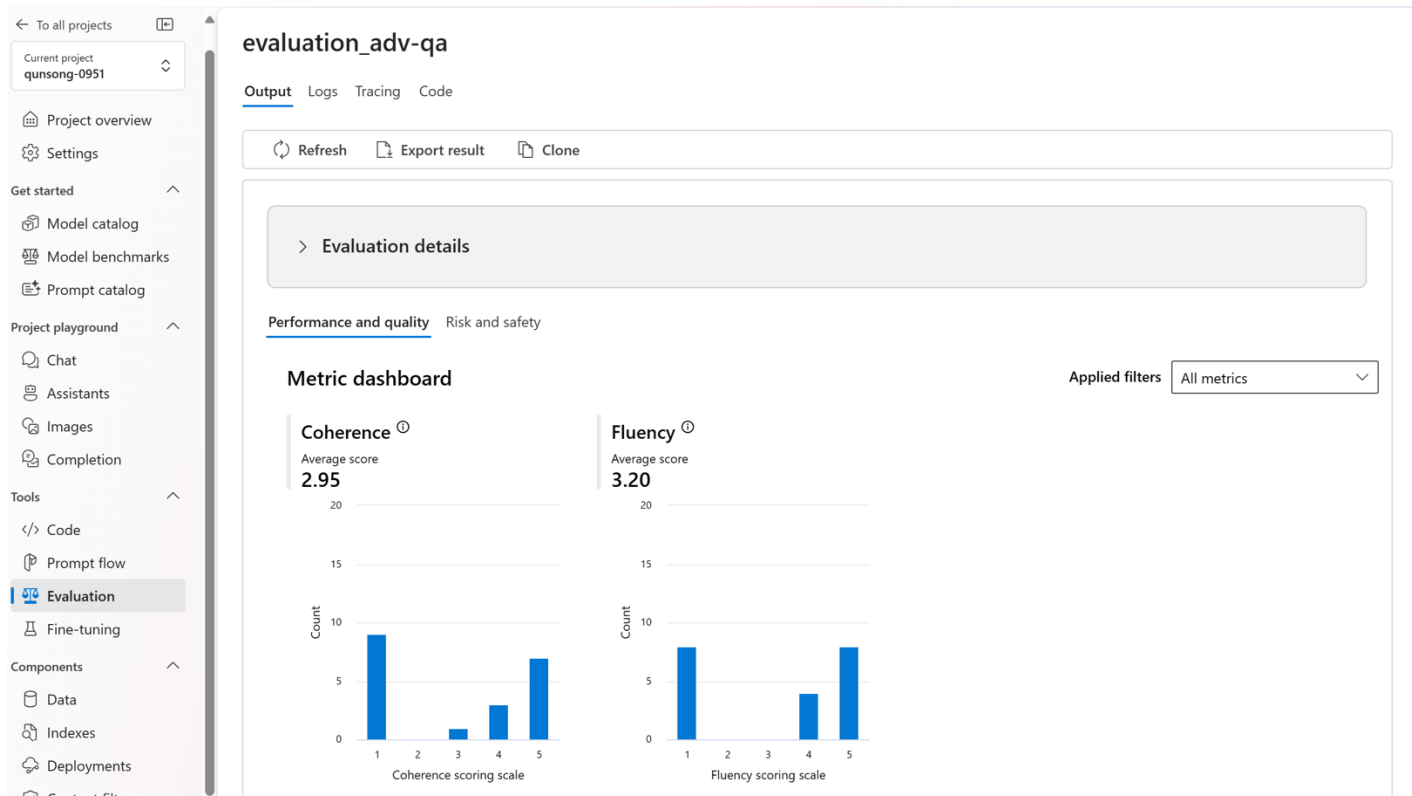 To all projects
Current project
qunsong-0951
Project overview
Settings
Get started
Model catalog
Model benchmarks
Prompt catalog
Project playground
Chat
Assistants
Images
Completion
Tools
Code
Prompt flow
Evaluation
Fine-tuning
Components
Data
Indexes
Deployments
evaluation_adv-qa
Output Logs Tracing Code
Refresh Export result Clone
Evaluation details
Performance and quality Risk and safety
Metric dashboard
Applied filters All metrics
Coherence
Average score
2.95
20
15
10
5
0
Count
1 2 3 4 5
Coherence scoring scale
Fluency
Average score
3.20
20
15
10
5
0
Count
1 2 3 4 5
Fluency scoring scale